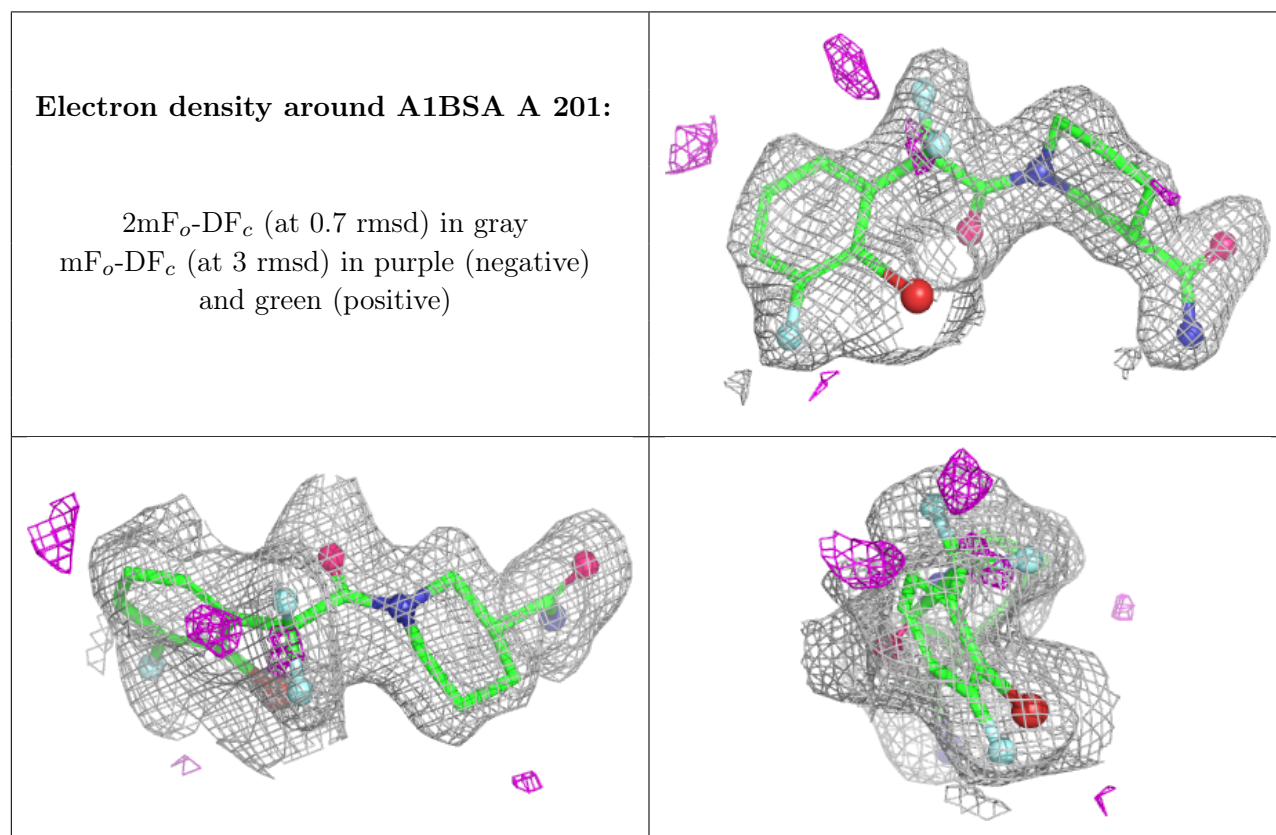 Electron density around A1BSA A 201:
2mFo-DFc (at 0.7 rmsd) in gray
mFo-DFc (at 3 rmsd) in purple (negative)
and green (positive)